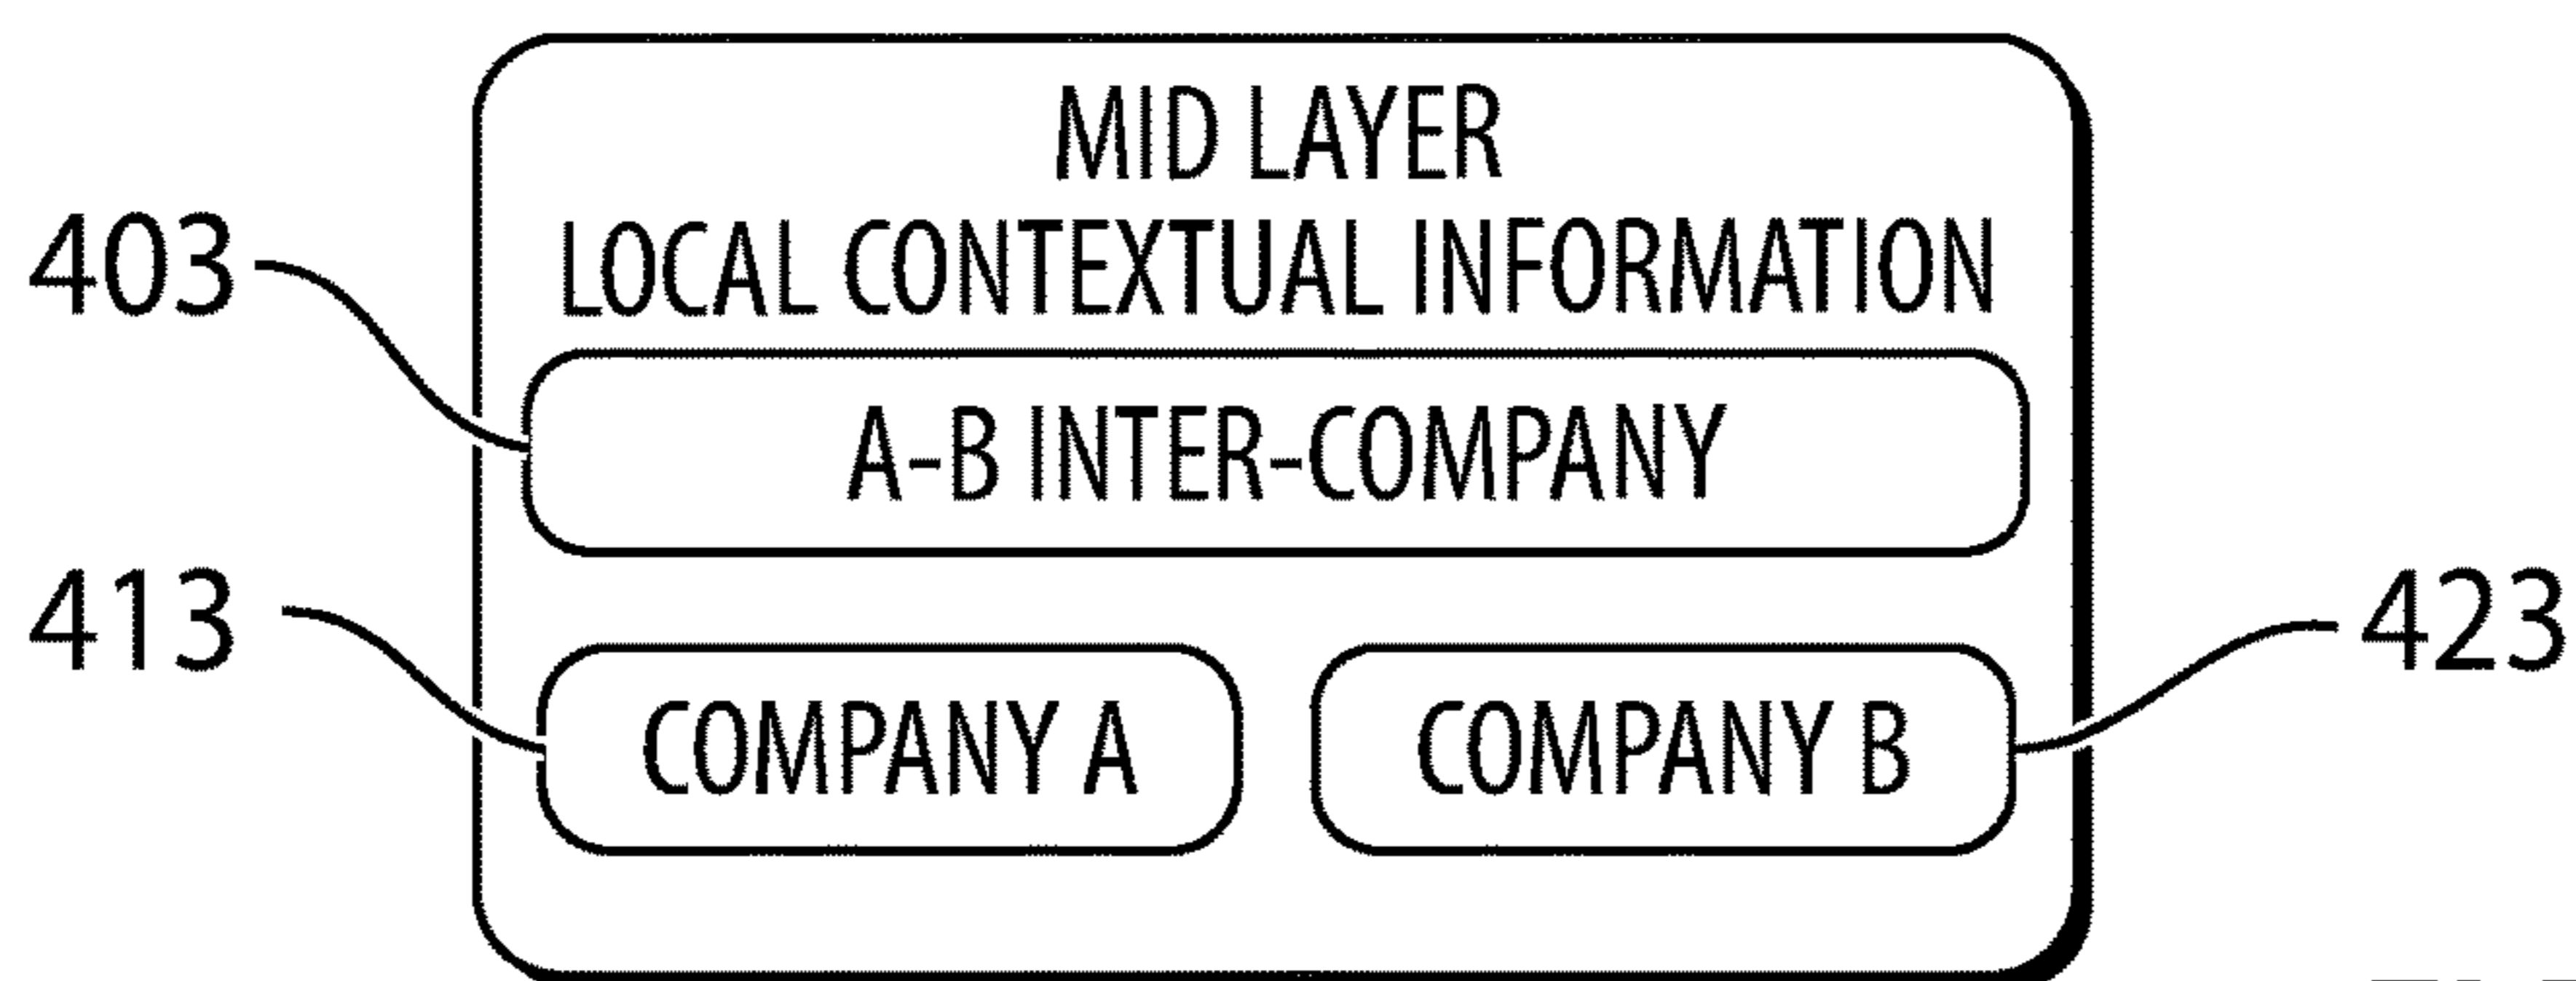 MID LAYER
LOCAL CONTEXTUAL INFORMATION
403
A-B INTER-COMPANY
413
423
COMPANY A
COMPANY B